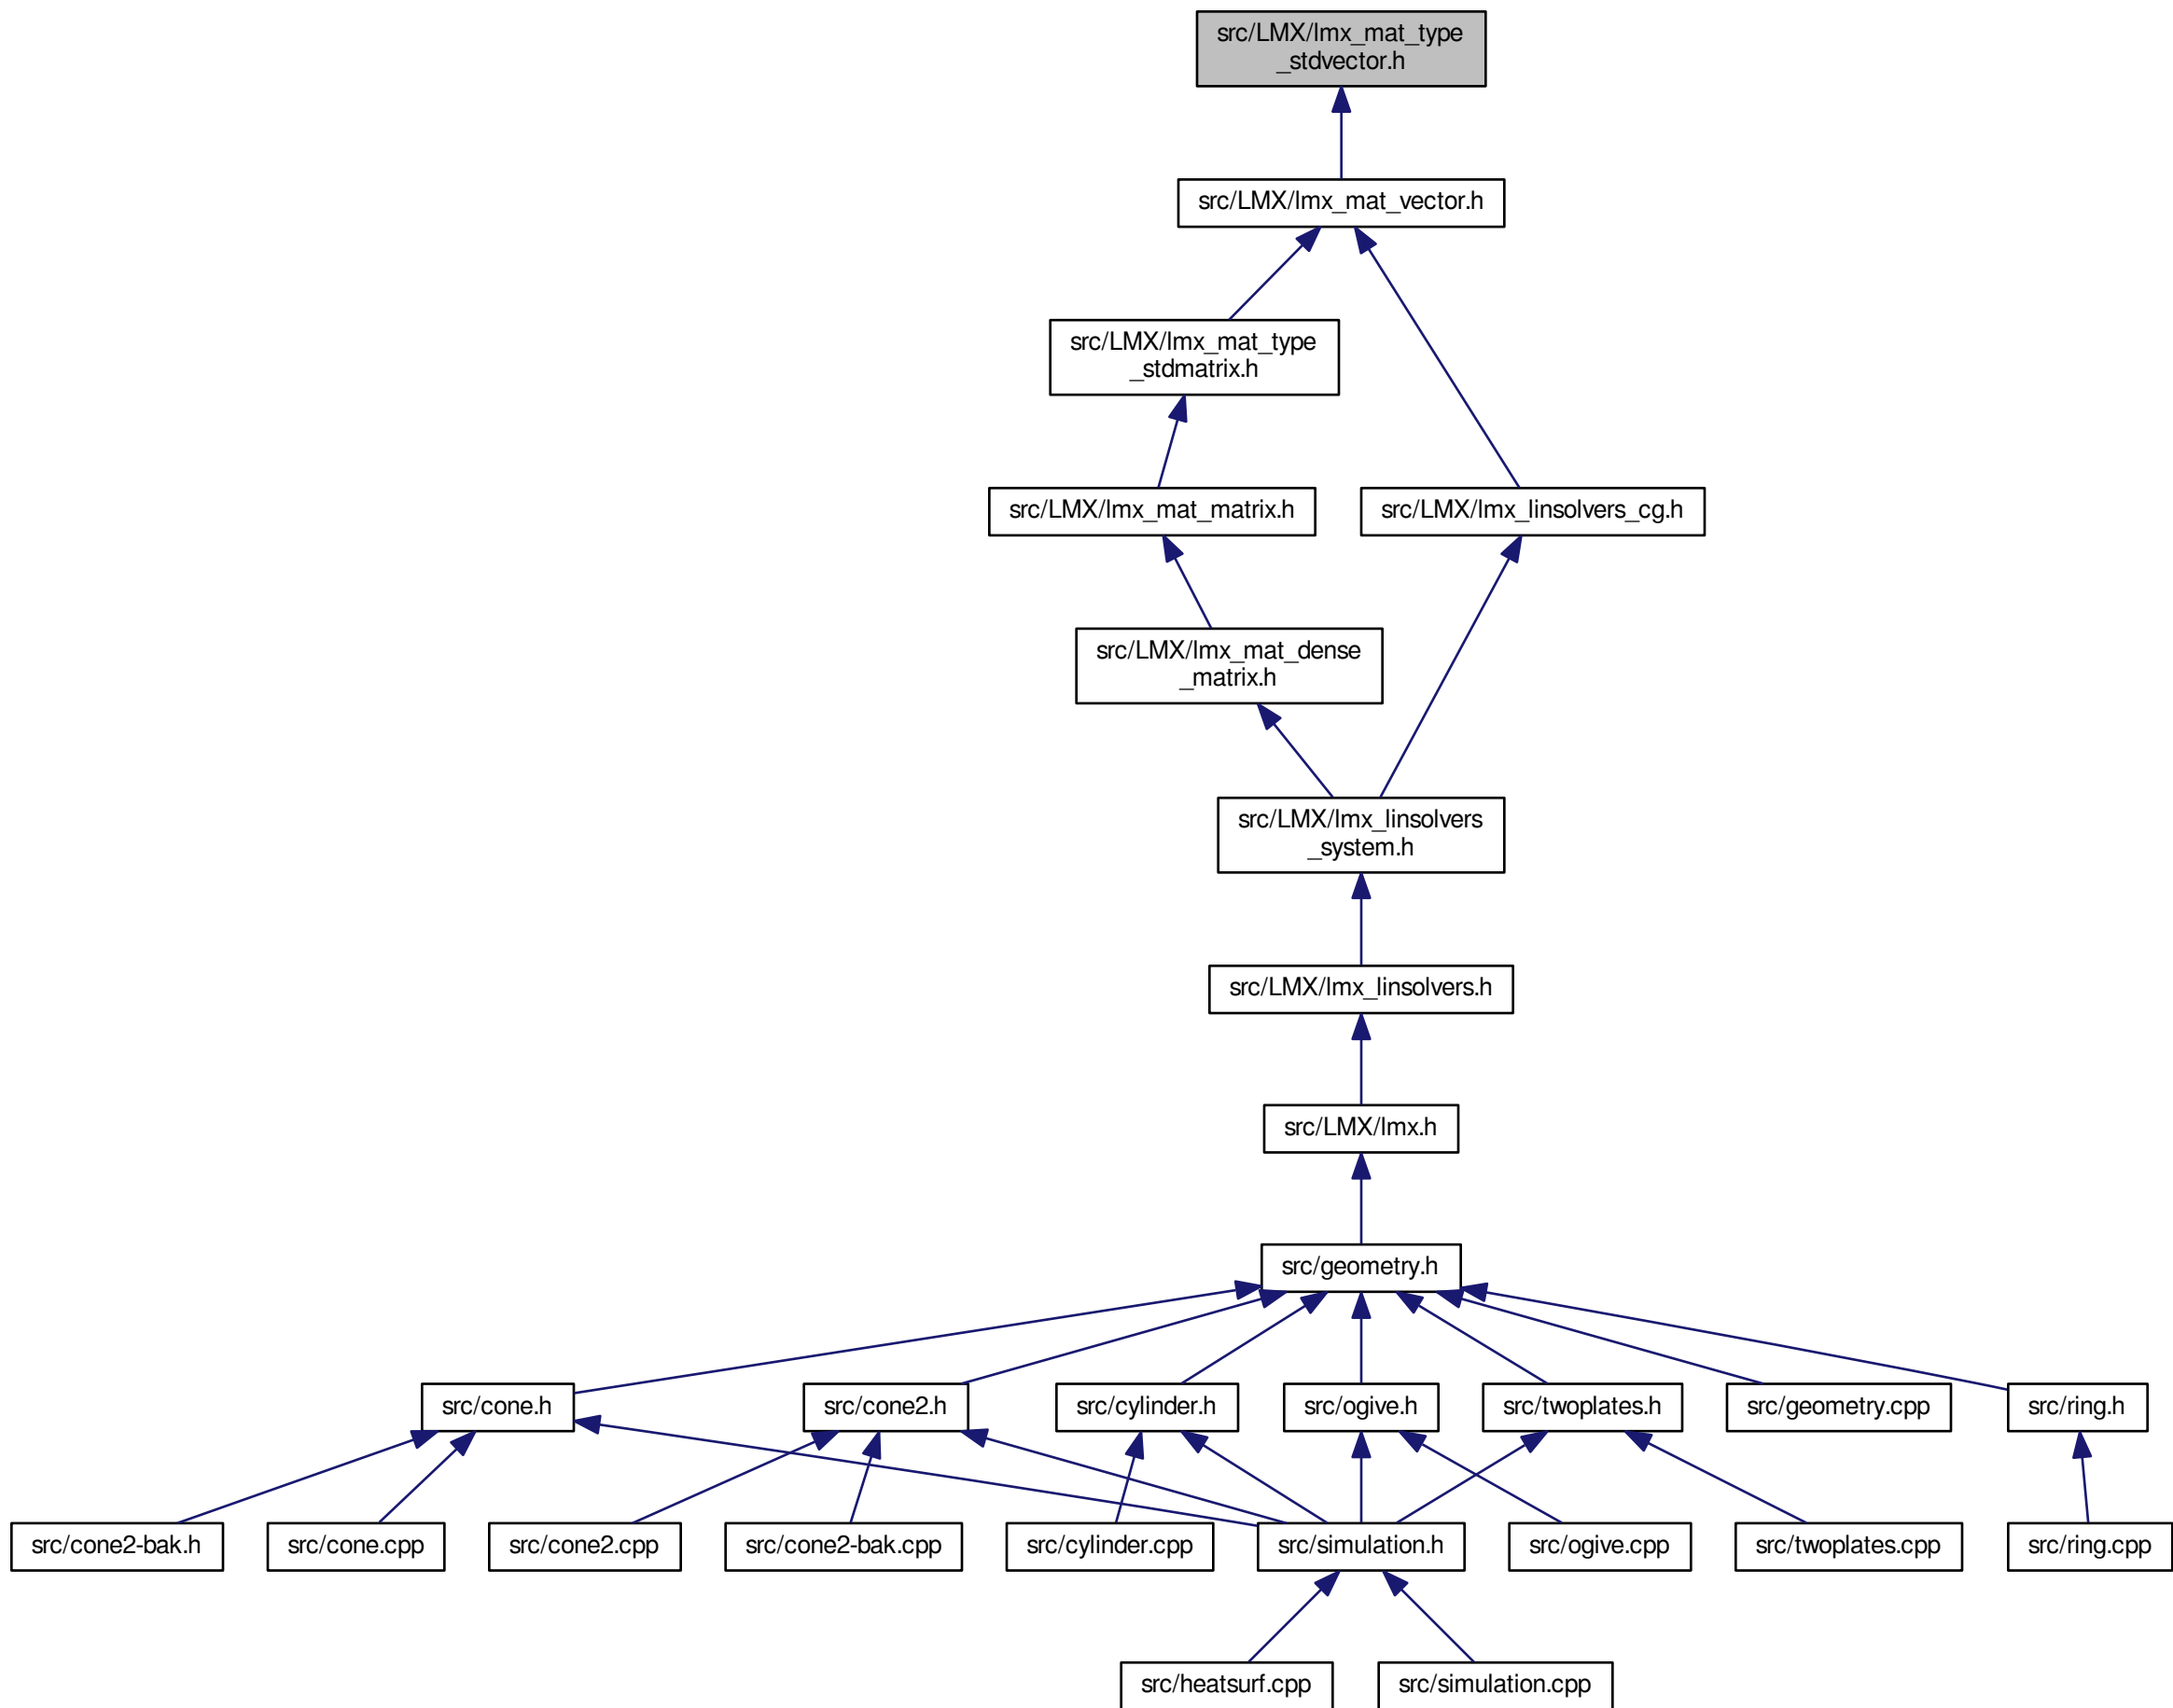 src/LMX/lmx_mat_type
_stdvector.h
src/LMX/lmx_mat_vector.h
src/LMX/lmx_mat_type
_stdmatrix.h
src/LMX/lmx_mat_matrix.h
src/LMX/lmx_linsolvers_cg.h
src/LMX/lmx_mat_dense
_matrix.h
src/LMX/lmx_linsolvers
_system.h
src/LMX/lmx_linsolvers.h
src/LMX/lmx.h
src/geometry.h
src/cone.h
src/cone2.h
src/cylinder.h
src/ogive.h
src/twoplates.h
src/geometry.cpp
src/ring.h
src/cone2-bak.h
src/cone.cpp
src/cone2.cpp
src/cone2-bak.cpp
src/cylinder.cpp
src/simulation.h
src/ogive.cpp
src/twoplates.cpp
src/ring.cpp
src/heatsurf.cpp
src/simulation.cpp